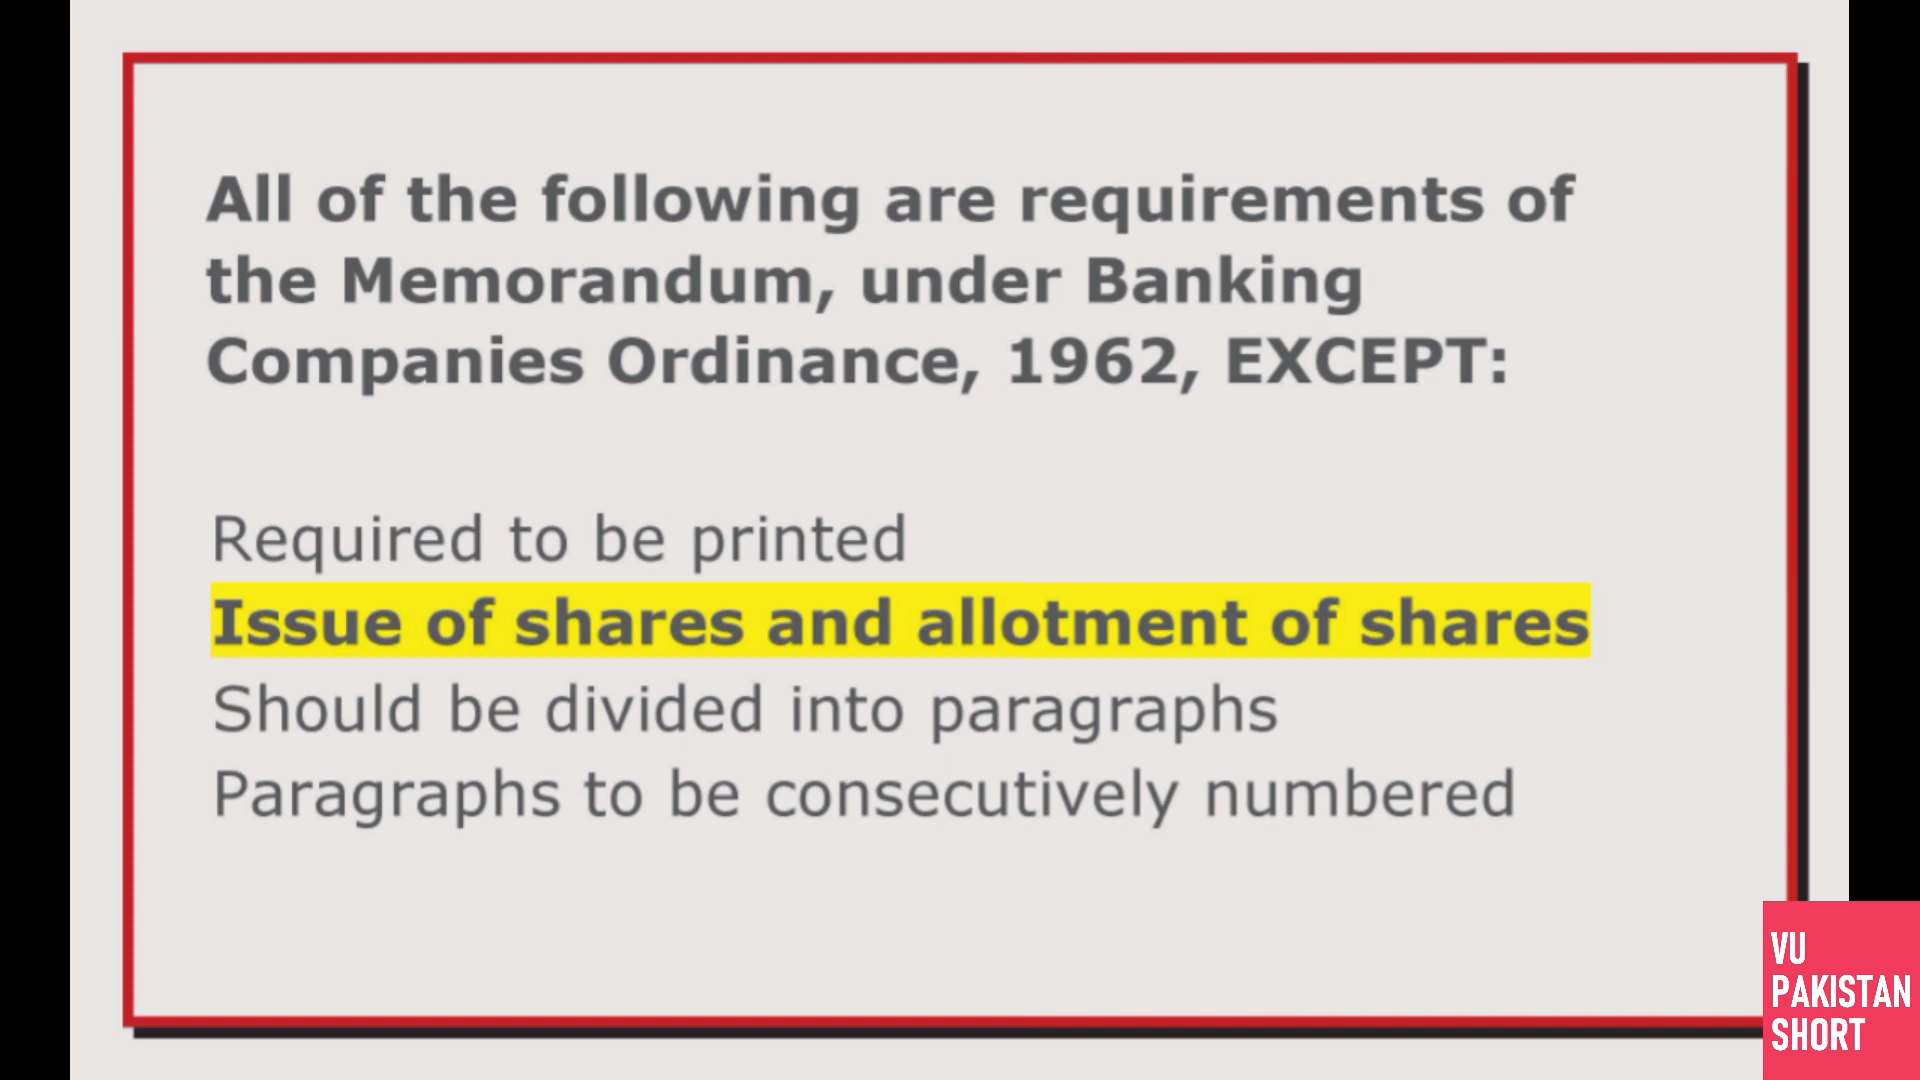 All of the following are requirements of
the Memorandum, under Banking
Companies Ordinance, 1962, EXCEPT:
Required to be printed
Issue of shares and allotment of shares
Should be divided into paragraphs
Paragraphs to be consecutively numbered
VU
PAKISTAN
SHORT